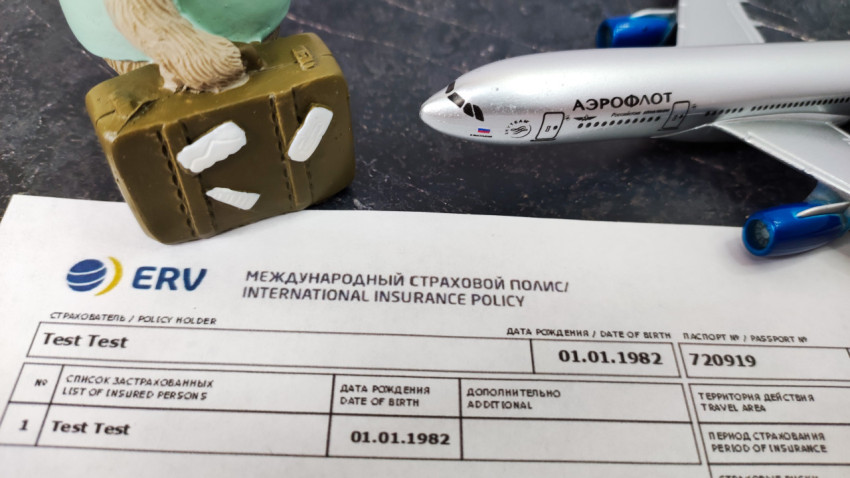 АЭРОФЛОТ
Российские авиалинии
ERV
МЕЖДУНАРОДНЫЙ СТРАХОВОЙ ПОЛИС/
INTERNATIONAL INSURANCE POLICY
СТРАХОВАТЕЛЬ / POLICY HOLDER
ДАТА РОЖДЕНИЯ / DATE OF BIRTH
ПАСПОРТ № / PASSPORT №
Test Test
01.01.1982
720919
№
СПИСОК ЗАСТРАХОВАННЫХ
LIST OF INSURED PERSONS
ДАТА РОЖДЕНИЯ
DATE OF BIRTH
ДОПОЛНИТЕЛЬНО
ADDITIONAL
ТЕРРИТОРИЯ ДЕЙСТВИЯ
TRAVEL AREA
1
Test Test
01.01.1982
ПЕРИОД СТРАХОВАНИЯ
PERIOD OF INSURANCE